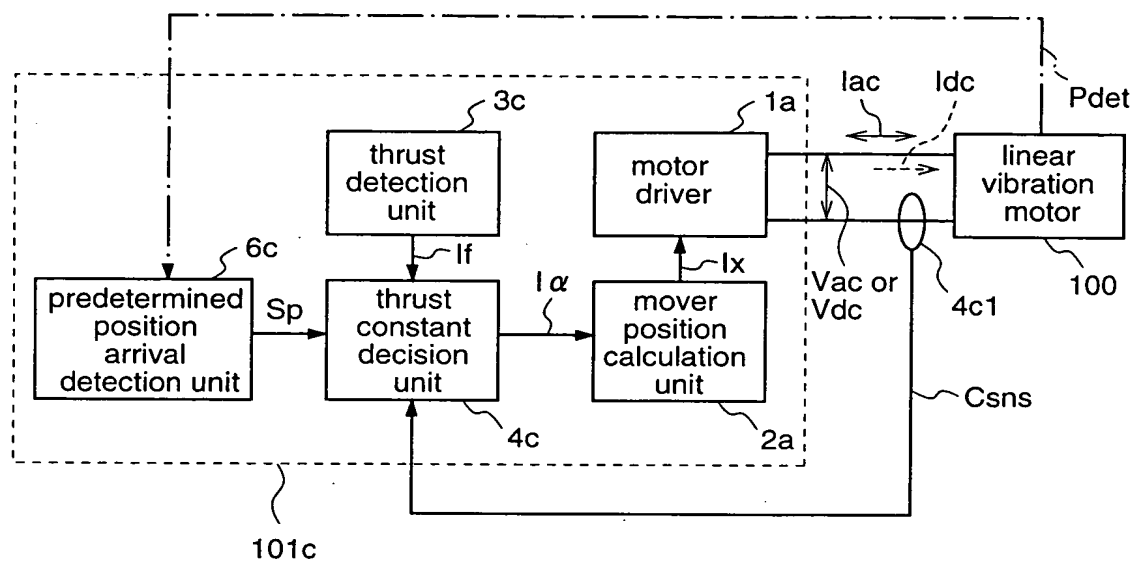 Iac
Idc
Pdet
3c
1a
thrust
detection
unit
motor
driver
linear
vibration
motor
6c
If
Ix
Vac or
Vdc
4c1
100
predetermined
position
arrival
detection unit
Sp
thrust
constant
decision
unit
Iα
mover
position
calculation
unit
Csns
4c
2a
101c